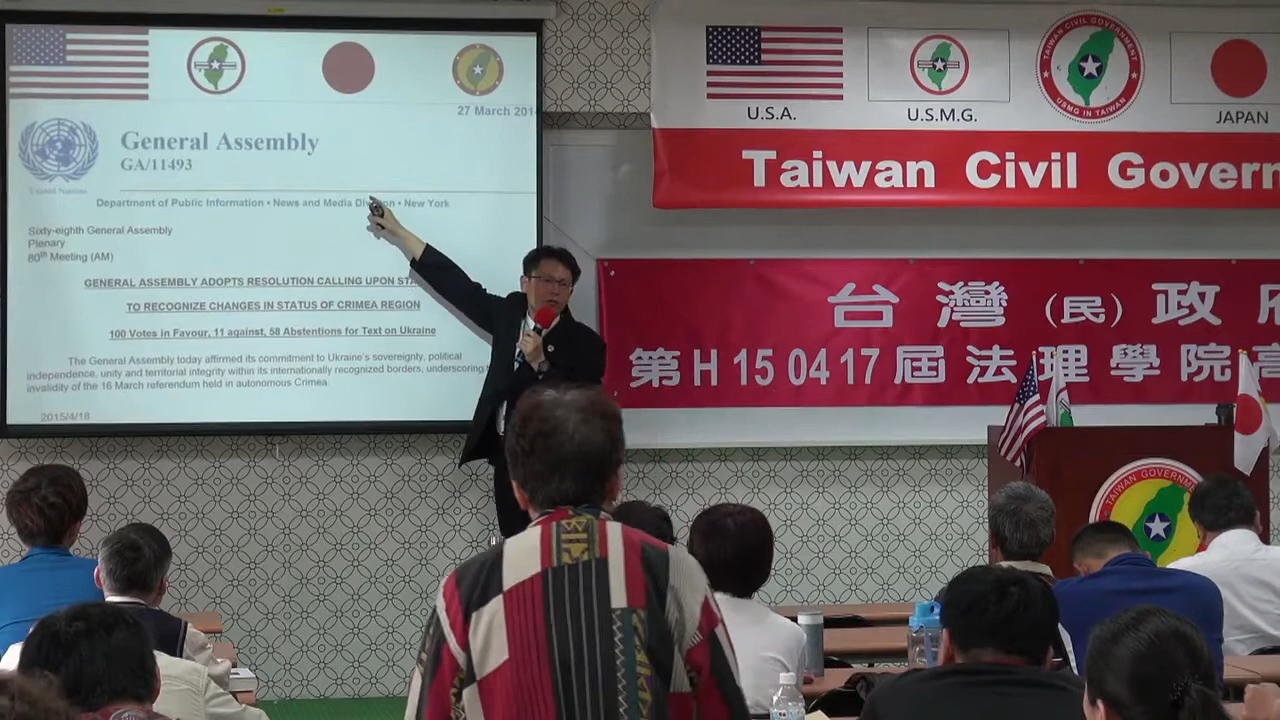 27 March 201
General Assembly
GA/11493
United Nations
Department of Public Information • News and Media Division • New York
Sixty-eighth General Assembly
Plenary
80th Meeting (AM)
GENERAL ASSEMBLY ADOPTS RESOLUTION CALLING UPON STA
TO RECOGNIZE CHANGES IN STATUS OF CRIMEA REGION
100 Votes in Favour, 11 against, 58 Abstentions for Text on Ukraine
The General Assembly today affirmed its commitment to Ukraine's sovereignty, political
independence, unity and territorial integrity within its internationally recognized borders, underscoring
invalidity of the 16 March referendum held in autonomous Crimea.
2015/4/18
U.S.A.
U.S.M.G.
TAIWAN CIVIL GOVERNMENT
USMG IN TAIWAN
JAPAN
Taiwan Civil Govern
台灣(民)政府
第H150417屆法理學院高
TAIWAN GOVERNMENT